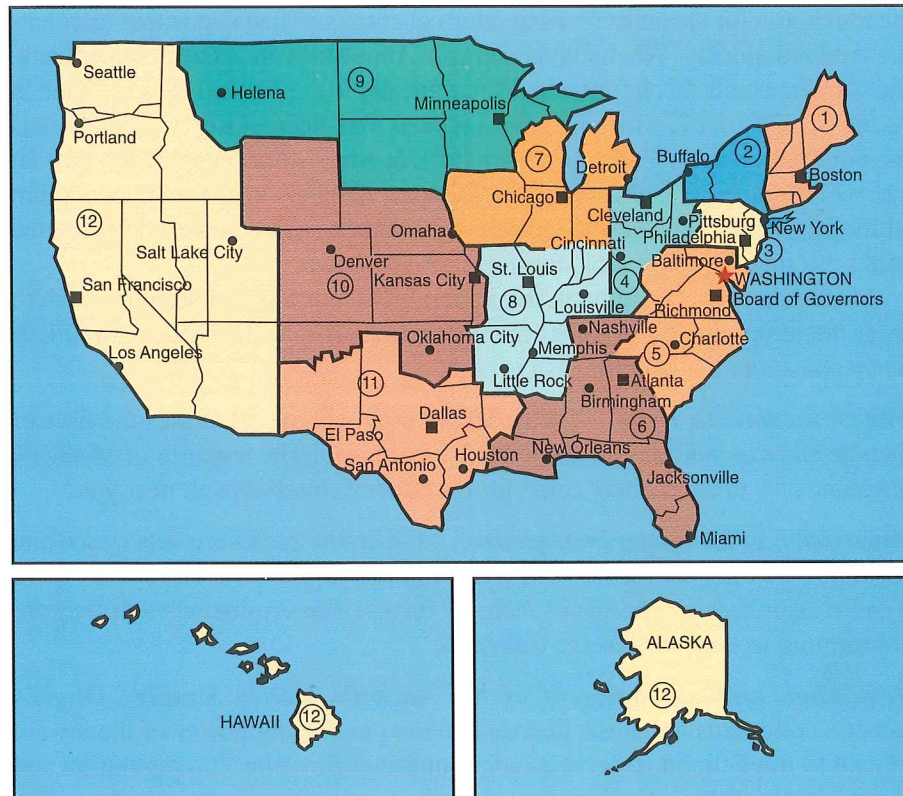 Seattle
Portland
Helena
9
Minneapolis
7
Detroit
Buffalo
2
1
Boston
12
Salt Lake City
San Francisco
Los Angeles
Omaha
Denver
10
Kansas City
Chicago
Cleveland
Cincinnati
Pittsburg
Philadelphia
New York
3
Baltimore
WASHINGTON
Board of Governors
Richmond
4
St. Louis
8
Louisville
Nashville
Charlotte
5
Oklahoma City
Memphis
Little Rock
Atlanta
Birmingham
6
11
Dallas
El Paso
San Antonio
Houston
New Orleans
Jacksonville
Miami
HAWAII
12
ALASKA
12